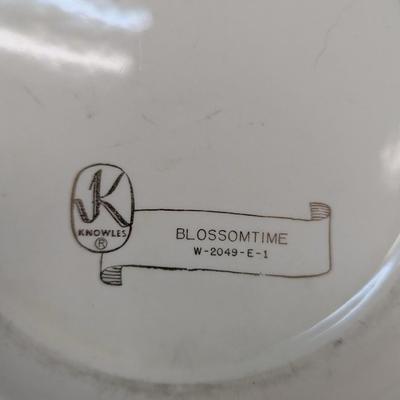 K
KNOWLES
®
BLOSSOMTIME
W-2049-E-1